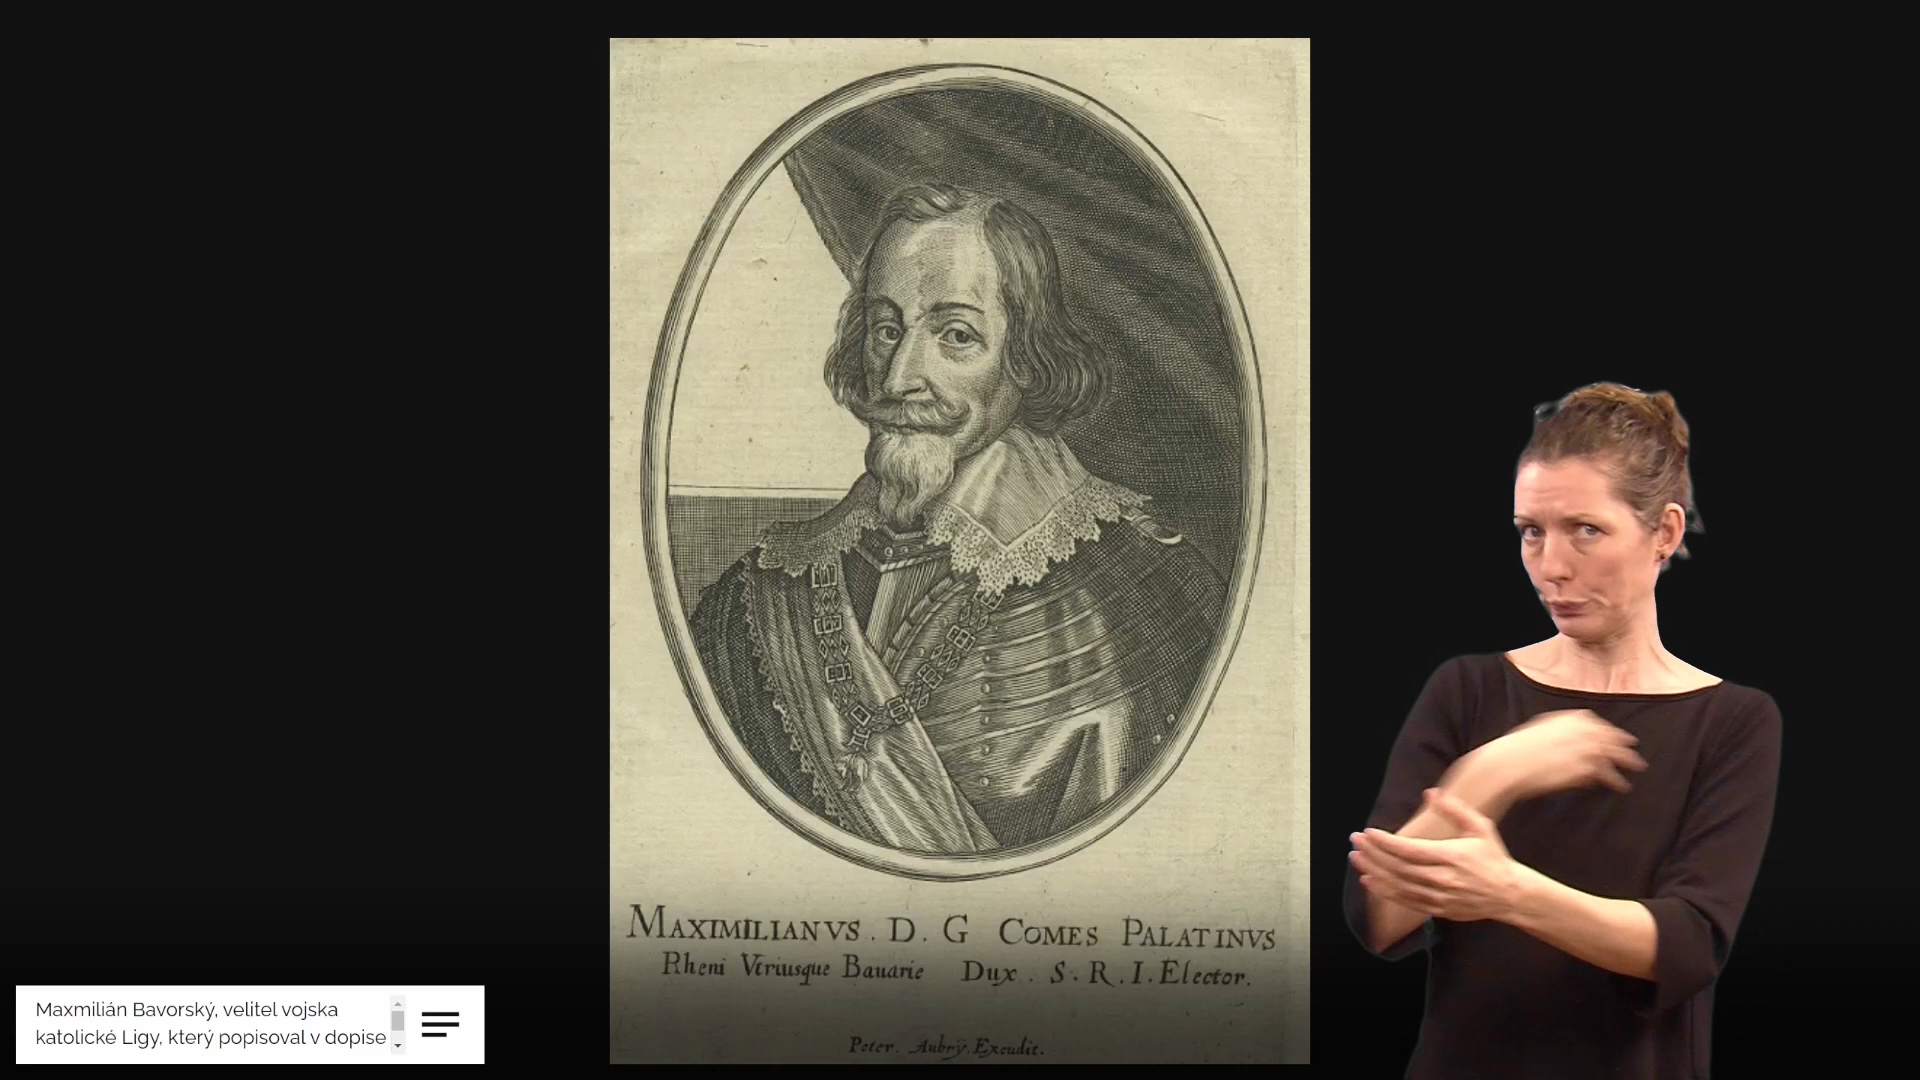 MAXIMILIANVS . D . G COMES PALATINVS
Rheni Vtriusque Bauarie Dux . S . R . I . Elector.
Peter . Aubrÿ . Excudit .
Maxmilián Bavorský, velitel vojska
katolické Ligy, který popisoval v dopise